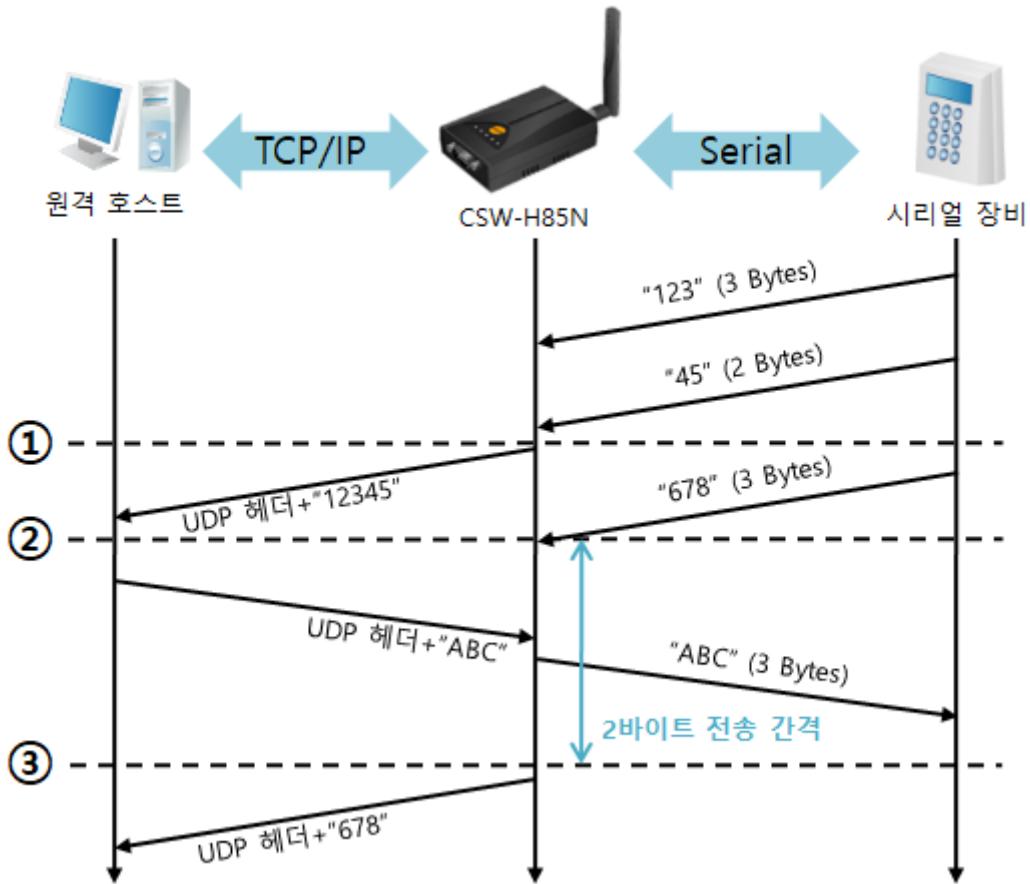 TCP/IP
Serial
원격 호스트
CSW-H85N
시리얼 장비
"123" (3 Bytes)
"45" (2 Bytes)
①
UDP 헤더+"12345"
"678" (3 Bytes)
②
UDP 헤더+"ABC"
"ABC" (3 Bytes)
2바이트 전송 간격
③
UDP 헤더+"678"